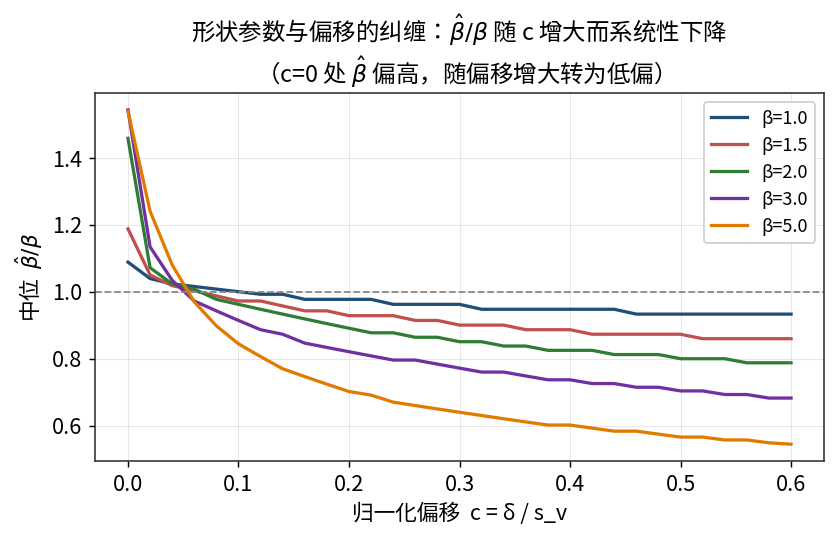 形状参数与偏移的纠缠：β̂/β 随 c 增大而系统性下降
（c=0 处 β̂ 偏高，随偏移增大转为低偏）
中位 β̂/β
1.4
1.2
1.0
0.8
0.6
β=1.0
β=1.5
β=2.0
β=3.0
β=5.0
0.0 0.1 0.2 0.3 0.4 0.5 0.6
归一化偏移 c = δ / s_v